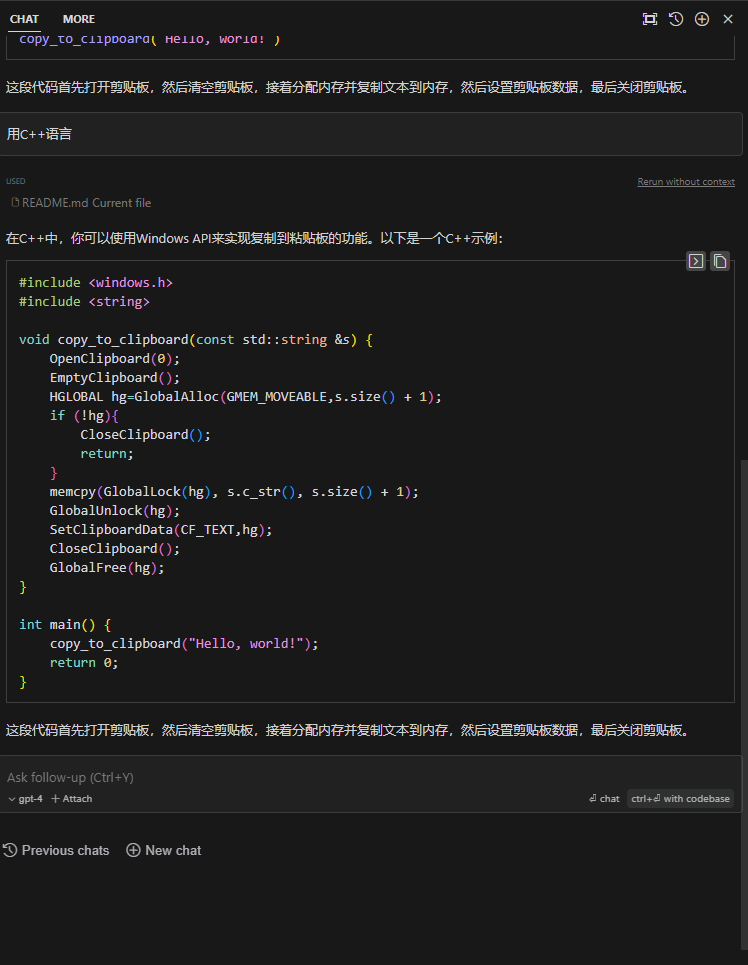 CHAT MORE
copy_to_clipboard('Hello, world!')
这段代码首先打开剪贴板，然后清空剪贴板，接着分配内存并复制文本到内存，然后设置剪贴板数据，最后关闭剪贴板。
用C++语言
USED Rerun without context
README.md Current file
在C++中，你可以使用Windows API来实现复制到粘贴板的功能。以下是一个C++示例：
#include <windows.h>
#include <string>
void copy_to_clipboard(const std::string &s) {
    OpenClipboard(0);
    EmptyClipboard();
    HGLOBAL hg=GlobalAlloc(GMEM_MOVEABLE,s.size() + 1);
    if (!hg){
        CloseClipboard();
        return;
    }
    memcpy(GlobalLock(hg), s.c_str(), s.size() + 1);
    GlobalUnlock(hg);
    SetClipboardData(CF_TEXT,hg);
    CloseClipboard();
    GlobalFree(hg);
}
int main() {
    copy_to_clipboard("Hello, world!");
    return 0;
}
这段代码首先打开剪贴板，然后清空剪贴板，接着分配内存并复制文本到内存，然后设置剪贴板数据，最后关闭剪贴板。
Ask follow-up (Ctrl+Y)
gpt-4 + Attach ⏎ chat ctrl+⏎ with codebase
Previous chats New chat